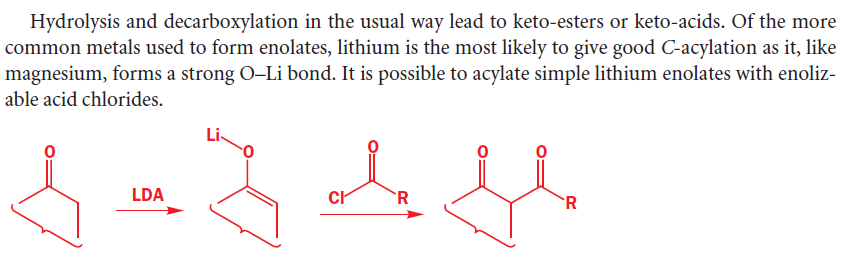 Hydrolysis and decarboxylation in the usual way lead to keto-esters or keto-acids. Of the more
common metals used to form enolates, lithium is the most likely to give good C-acylation as it, like
magnesium, forms a strong O–Li bond. It is possible to acylate simple lithium enolates with enoliz-
able acid chlorides.
Li
O O O O O
LDA Cl R R